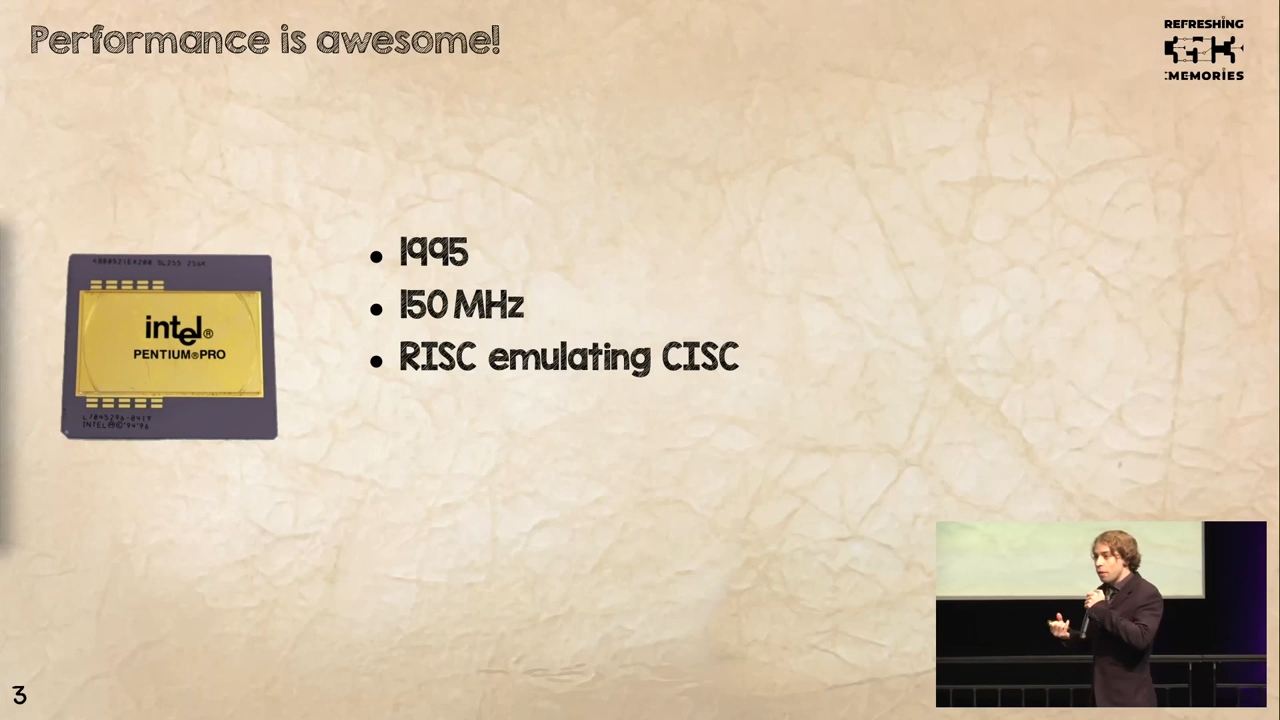 Performance is awesome!
REFRESHING
MEMORIES
1995
150 MHz
RISC emulating CISC
intel®
PENTIUM®PRO
3